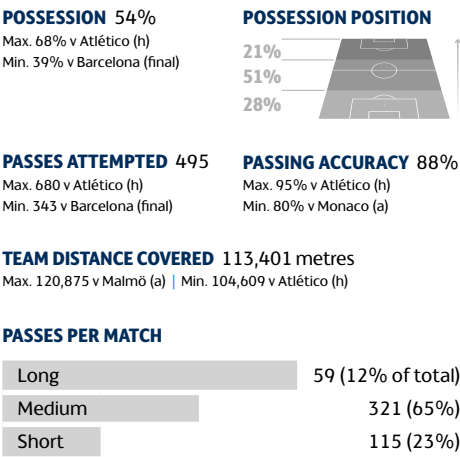 POSSESSION 54%
Max. 68% v Atlético (h)
Min. 39% v Barcelona (final)
POSSESSION POSITION
21%
51%
28%
PASSES ATTEMPTED 495
Max. 680 v Atlético (h)
Min. 343 v Barcelona (final)
PASSING ACCURACY 88%
Max. 95% v Atlético (h)
Min. 80% v Monaco (a)
TEAM DISTANCE COVERED 113,401 metres
Max. 120,875 v Malmö (a) | Min. 104,609 v Atlético (h)
PASSES PER MATCH
Long 59 (12% of total)
Medium 321 (65%)
Short 115 (23%)